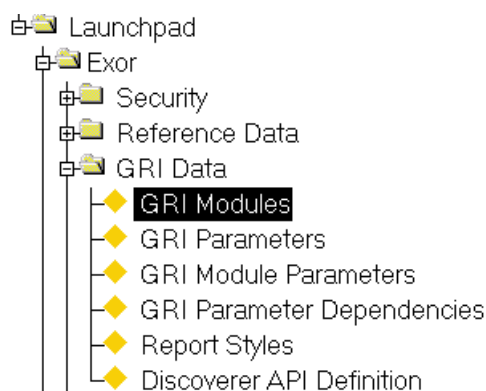 Launchpad
Exor
Security
Reference Data
GRI Data
GRI Modules
GRI Parameters
GRI Module Parameters
GRI Parameter Dependencies
Report Styles
Discoverer API Definition